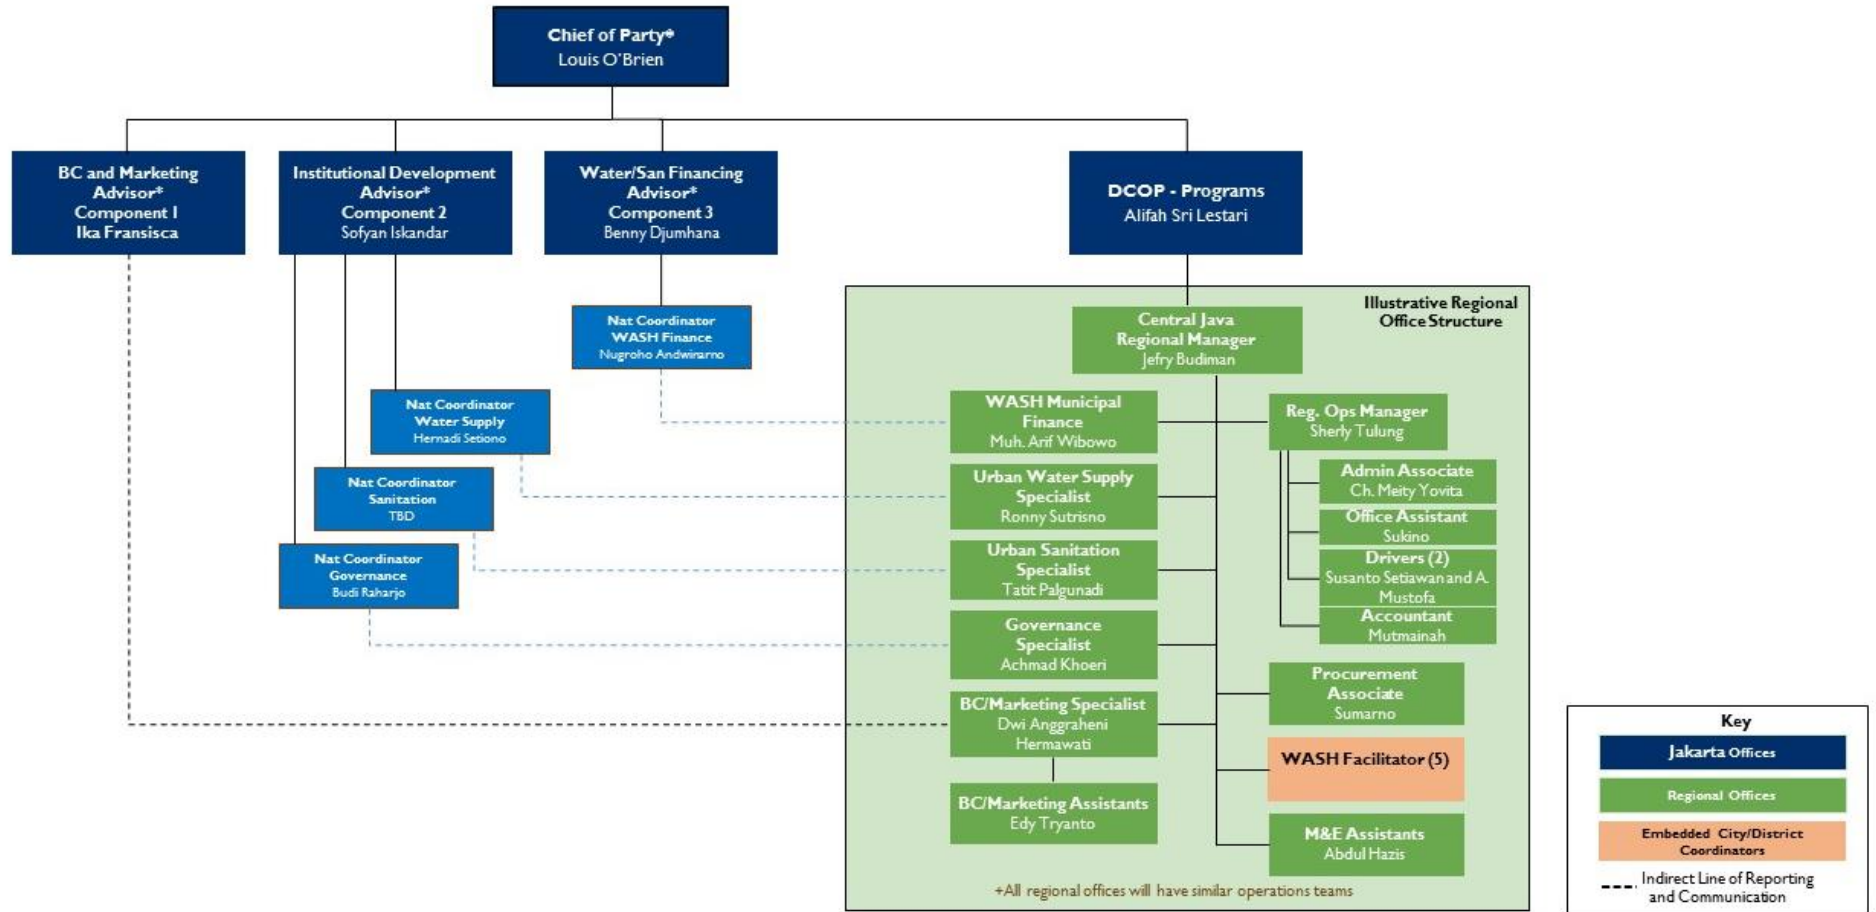 Chief of Party*
Louis O'Brien
BC and Marketing
Advisor*
Component 1
Ika Fransisca
Institutional Development
Advisor*
Component 2
Sofyan Iskandar
Water/San Financing
Advisor*
Component 3
Benny Djumhana
DCOP - Programs
Alifah Sri Lestari
Nat Coordinator
WASH Finance
Nugroho Andwinarno
Nat Coordinator
Water Supply
Hernadi Setiono
Nat Coordinator
Sanitation
TBD
Nat Coordinator
Governance
Budi Raharjo
Illustrative Regional
Office Structure
Central Java
Regional Manager
Jefry Budiman
WASH Municipal
Finance
Muh. Arif Wibowo
Urban Water Supply
Specialist
Ronny Sutrisno
Urban Sanitation
Specialist
Tatit Palgunadi
Governance
Specialist
Achmad Khoeri
BC/Marketing Specialist
Dwi Anggraheni
Hermawati
BC/Marketing Assistants
Edy Tryanto
Reg. Ops Manager
Sherly Tulung
Admin Associate
Ch. Meity Yovita
Office Assistant
Sukino
Drivers (2)
Susanto Setiawan and A.
Mustofa
Accountant
Mutmainah
Procurement
Associate
Sumarno
WASH Facilitator (5)
M&E Assistants
Abdul Hazis
+All regional offices will have similar operations teams
Key
Jakarta Offices
Regional Offices
Embedded City/District
Coordinators
Indirect Line of Reporting
and Communication